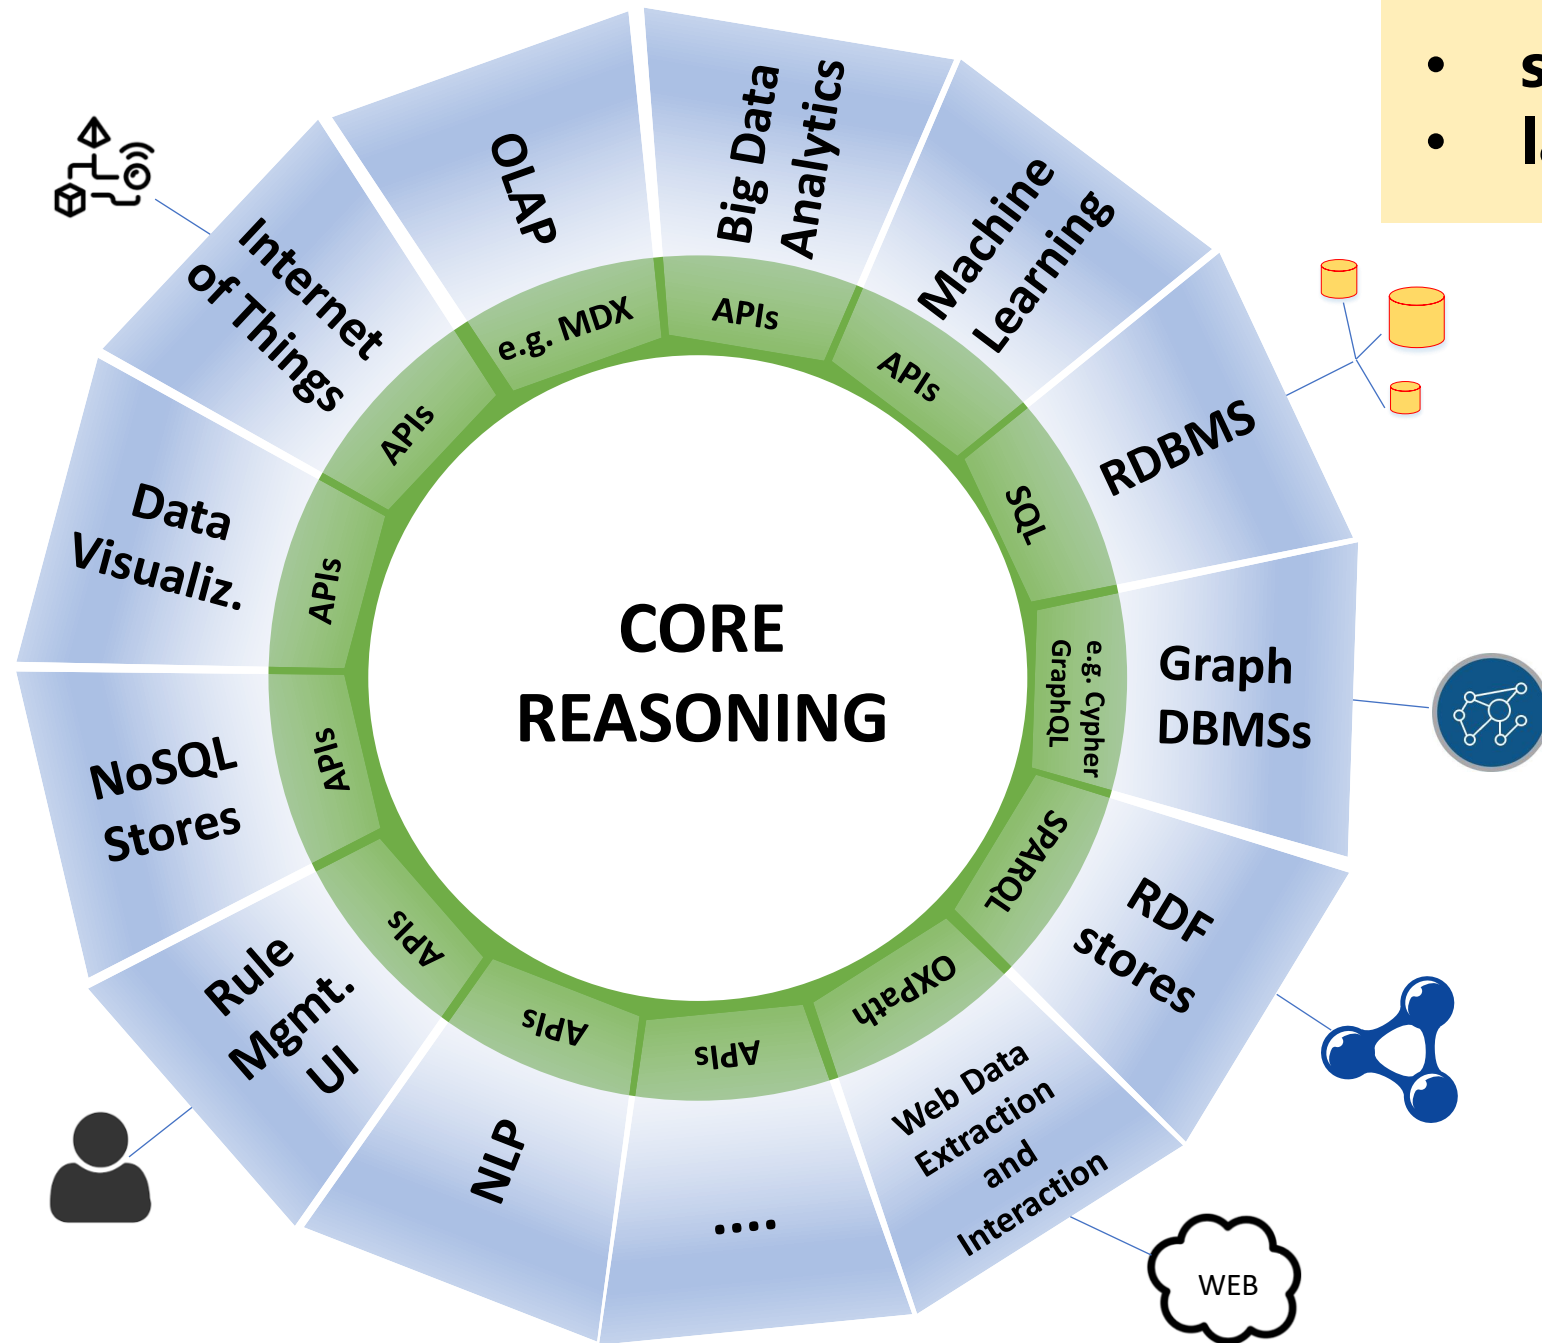 OLAP
e.g. MDX
Big Data
Analytics
APIs
Machine
Learning
APIs
RDBMS
SQL
Graph
DBMSs
e.g. Cypher
GraphQL
RDF
stores
SPARQL
Web Data
Extraction
and
Interaction
OXPath
WEB
....
APIs
NLP
APIs
Rule
Mgmt.
UI
APIs
NoSQL
Stores
APIs
Data
Visualiz.
APIs
Internet
of Things
APIs
CORE
REASONING